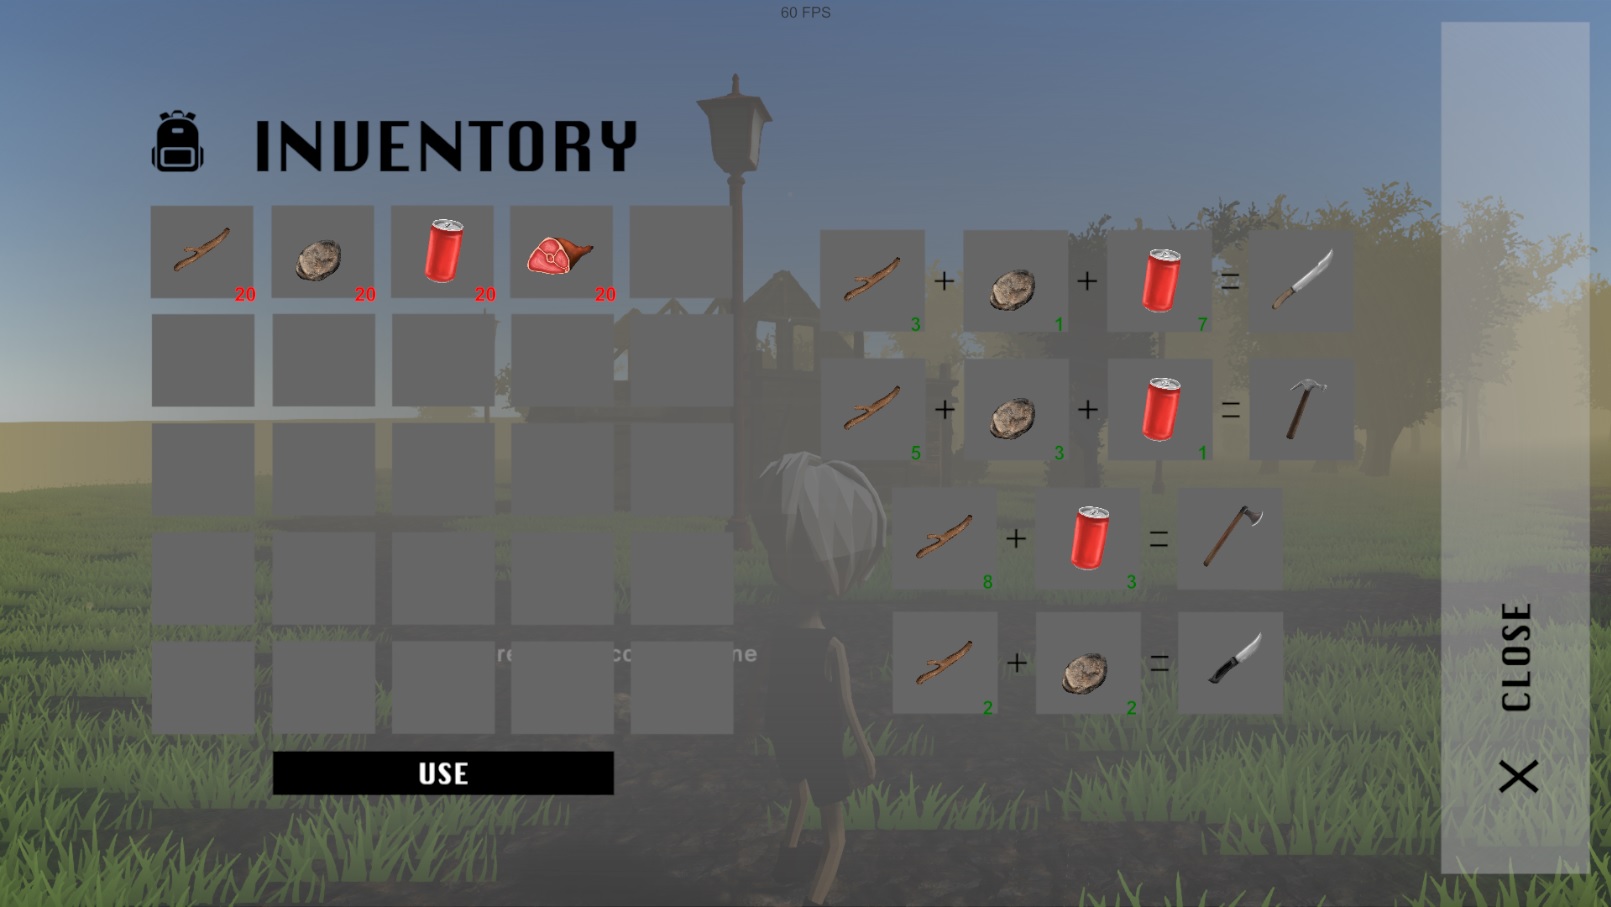 60 FPS
INVENTORY
20 20 20 20
3 + 1 + 7 =
5 + 3 + 1 =
8 + 3 =
2 + 2 =
USE
CLOSE
X